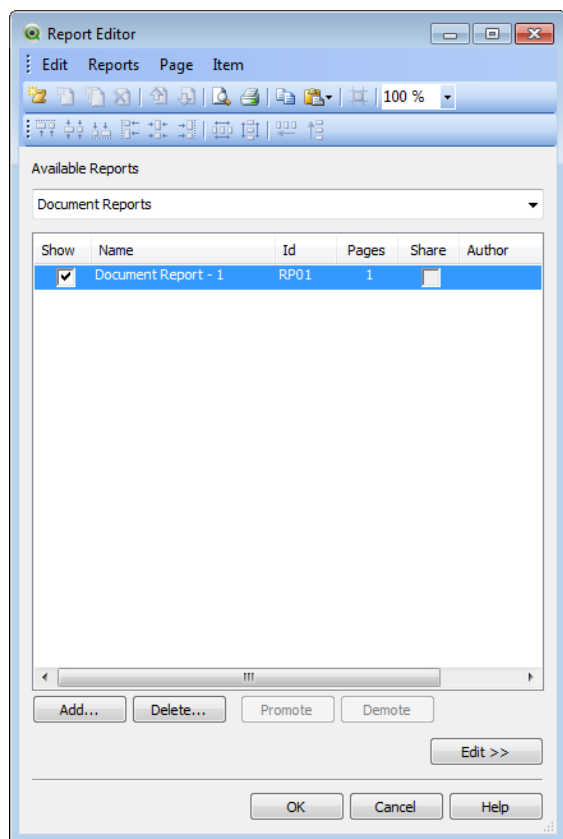 Report Editor
Edit Reports Page Item
100 %
Available Reports
Document Reports
Show Name Id Pages Share Author
Document Report - 1 RP01 1
Add... Delete... Promote Demote
Edit >>
OK Cancel Help